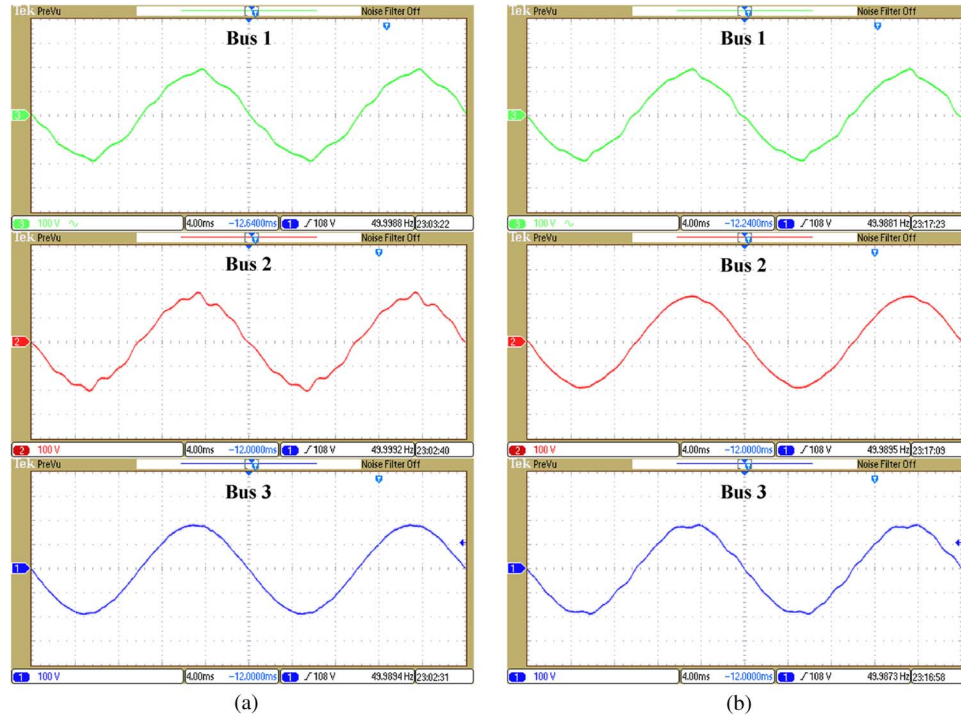 Tek PreVu Noise Filter Off
Bus 1
3
3 100 V 4.00ms −12.6400ms 1 108 V 49.9988 Hz 23:03:22
Tek PreVu Noise Filter Off
Bus 2
2
2 100 V 4.00ms −12.0000ms 1 108 V 49.9992 Hz 23:02:40
Tek PreVu Noise Filter Off
Bus 3
1
1 100 V 4.00ms −12.0000ms 1 108 V 49.9894 Hz 23:02:31
(a)
Tek PreVu Noise Filter Off
Bus 1
3
3 100 V 4.00ms −12.2400ms 1 108 V 49.9881 Hz 23:17:23
Tek PreVu Noise Filter Off
Bus 2
2
2 100 V 4.00ms −12.0000ms 1 108 V 49.9895 Hz 23:17:09
Tek PreVu Noise Filter Off
Bus 3
1
1 100 V 4.00ms −12.0000ms 1 108 V 49.9873 Hz 23:16:58
(b)